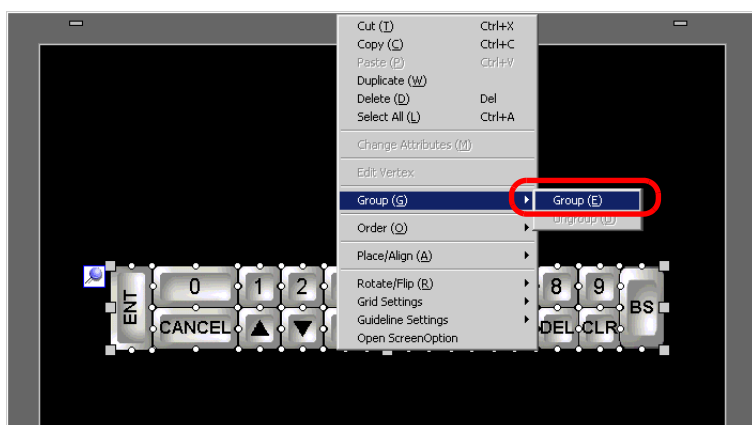 Cut (T) Ctrl+X
Copy (C) Ctrl+C
Paste (P) Ctrl+V
Duplicate (W)
Delete (D) Del
Select All (L) Ctrl+A
Change Attributes (M)
Edit Vertex
Group (G)
Group (E)
Ungroup (U)
Order (O)
Place/Align (A)
Rotate/Flip (R)
Grid Settings
Guideline Settings
Open ScreenOption
ENT
0 1 2 8 9
BS
CANCEL ▲ ▼ DEL CLR